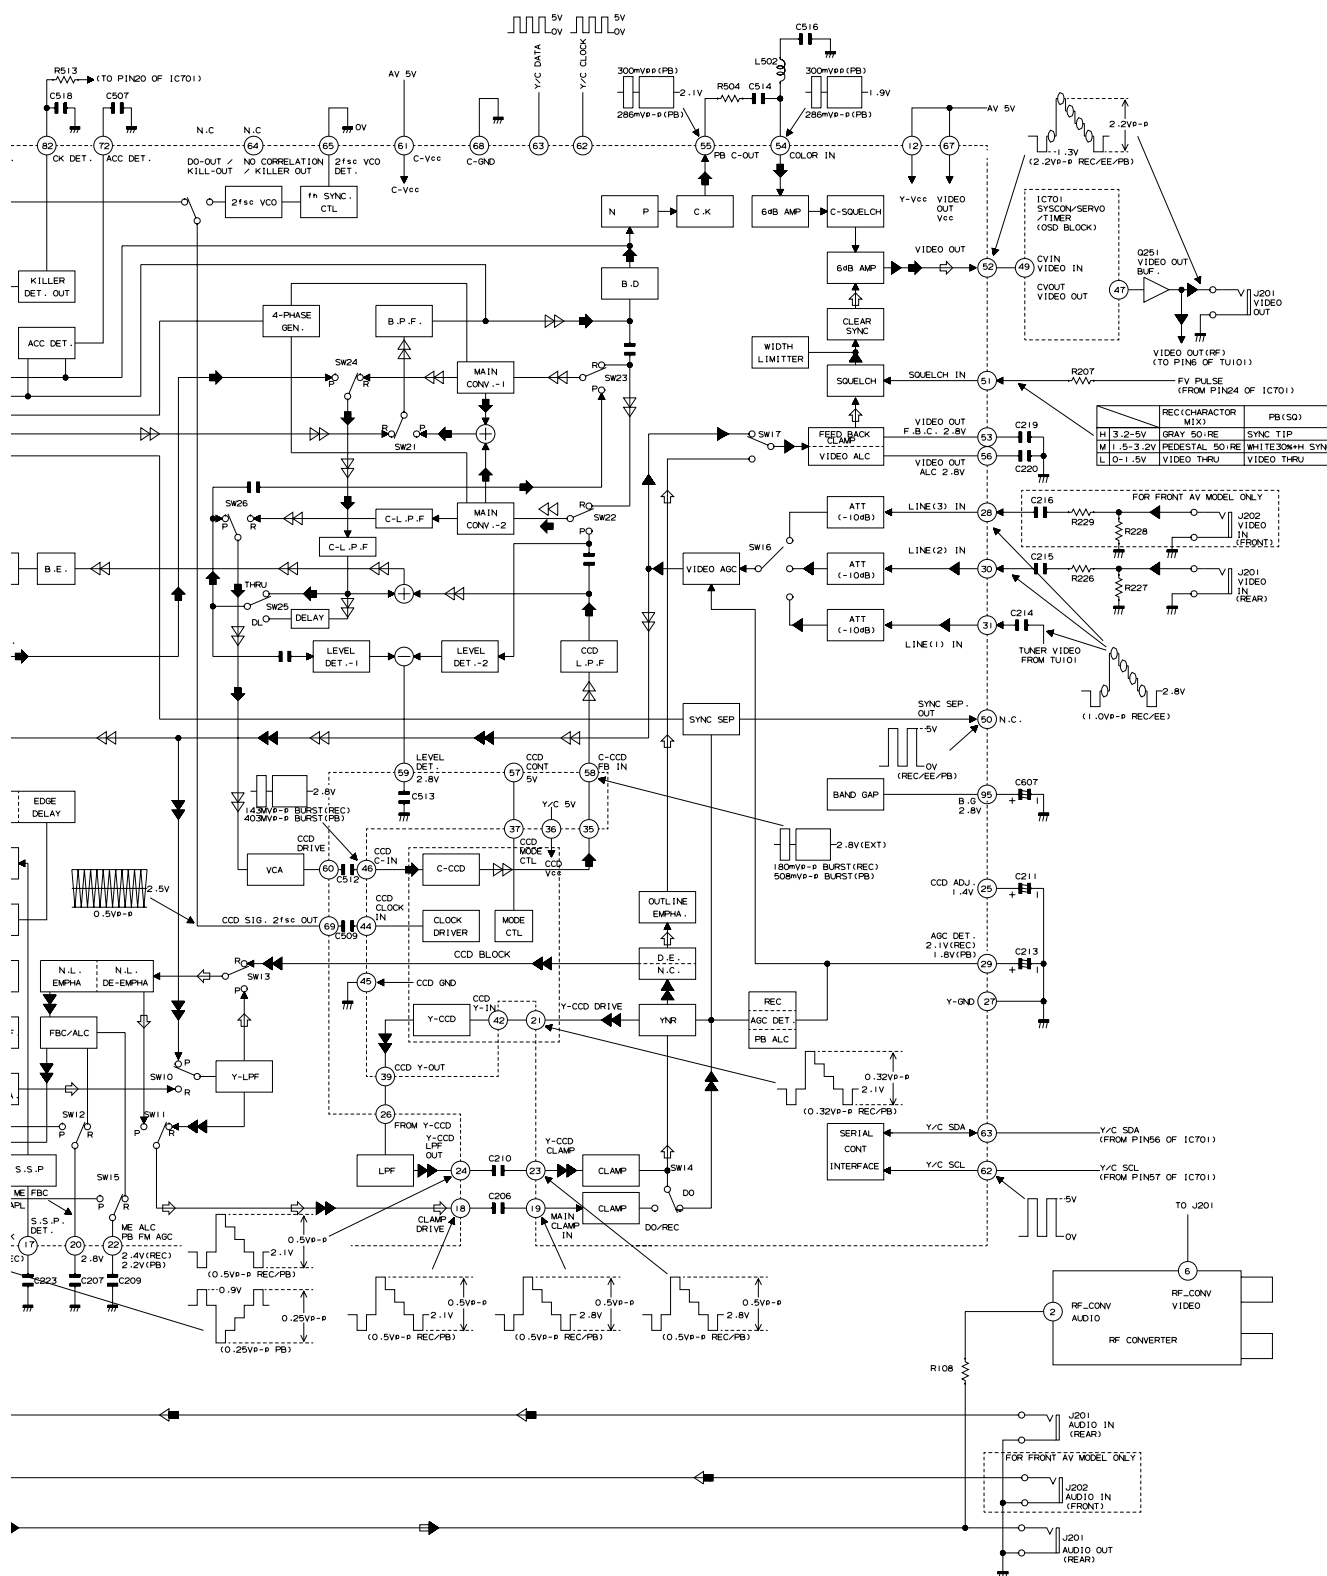 5V
0V
5V
0V
C516
R513
(TO PIN20 OF IC701)
C518
C507
AV 5V
Y/C DATA
Y/C CLOCK
300mVpp(PB)
2.1V
286mVp-p(PB)
R504
C514
L502
300mVpp(PB)
1.9V
286mVp-p(PB)
AV 5V
2.2Vp-p
1.3V
(2.2Vp-p REC/EE/PB)
N.C
N.C
0V
82
CK DET.
72
ACC DET.
64
65
61
C-Vcc
68
C-GND
63
62
55
PB C-OUT
54
COLOR IN
12
67
DO-OUT /
KILL-OUT
NO CORRELATION
/ KILLER OUT
2fsc VCO
DET.
C-Vcc
Y-Vcc
VIDEO
OUT
Vcc
2fsc VCO
fH SYNC.
CTL
N P
C.K
6dB AMP
C-SQUELCH
IC701
SYSCON/SERVO
/TIMER
(OSD BLOCK)
VIDEO OUT
52
49
CVIN
VIDEO IN
CVOUT
VIDEO OUT
47
Q251
VIDEO OUT
BUF.
J201
VIDEO
OUT
VIDEO OUT(RF)
(TO PIN6 OF TU101)
KILLER
DET. OUT
ACC DET.
4-PHASE
GEN.
B.P.F.
B.D
6dB AMP
CLEAR
SYNC
WIDTH
LIMITTER
SQUELCH
SQUELCH IN
51
R207
FV PULSE
(FROM PIN24 OF IC701)
SW24
P
R
MAIN
CONV.-1
R
SW23
P
REC(CHARACTOR
MIX)
PB(SQ)
H 3.2-5V GRAY 50IRE SYNC TIP
M 1.5-3.2V PEDESTAL 50IRE WHITE30%+H SYN
L 0-1.5V VIDEO THRU VIDEO THRU
R
P
SW21
SW17
FEED BACK
CLAMP
VIDEO ALC
VIDEO OUT
F.B.C. 2.8V
53
C219
56
VIDEO OUT
ALC 2.8V
C220
SW26
P
R
C-L.P.F
MAIN
CONV.-2
R
SW22
P
C-L.P.F
ATT
(-10dB)
LINE(3) IN
28
C216
FOR FRONT AV MODEL ONLY
R229
R228
J202
VIDEO
IN
(FRONT)
SW16
VIDEO AGC
ATT
(-10dB)
LINE(2) IN
30
C215
R226
R227
J201
VIDEO
IN
(REAR)
B.E.
THRU
SW25
DL
DELAY
ATT
(-10dB)
LINE(1) IN
31
C214
TUNER VIDEO
FROM TU101
2.8V
(1.0Vp-p REC/EE)
LEVEL
DET.-1
LEVEL
DET.-2
CCD
L.P.F
SYNC SEP
SYNC SEP.
OUT
50
N.C.
5V
0V
(REC/EE/PB)
59
LEVEL
DET.
2.8V
C513
57
CCD
CONT
5V
58
C-CCD
FB IN
2.8V
143MVp-p BURST(REC)
403MVp-p BURST(PB)
BAND GAP
95
B.G
2.8V
C607
EDGE
DELAY
Y/C 5V
37
36
35
CCD
MODE
CTL
CCD
Vcc
2.8V(EXT)
180mVp-p BURST(REC)
508mVp-p BURST(PB)
CCD
DRIVE
VCA
60
C512
46
CCD
C-IN
C-CCD
CCD ADJ.
1.4V
25
C211
2.5V
0.5Vp-p
CCD SIG. 2fsc OUT
69
C509
44
CCD
CLOCK
IN
CLOCK
DRIVER
MODE
CTL
OUTLINE
EMPHA.
AGC DET.
2.1V(REC)
1.8V(PB)
29
C213
N.L.
EMPHA
N.L.
DE-EMPHA
R
SW13
P
CCD BLOCK
D.E.
N.C.
45
CCD GND
Y-GND
27
FBC/ALC
Y-CCD
CCD
Y-IN
42
21
Y-CCD DRIVE
YNR
REC
AGC DET.
PB ALC
P
SW10
R
Y-LPF
39
CCD Y-OUT
0.32Vp-p
2.1V
(0.32Vp-p REC/PB)
SW12
P
R
SW11
P
R
26
FROM Y-CCD
Y-CCD
LPF
OUT
Y-CCD
CLAMP
SERIAL
CONT
INTERFACE
Y/C SDA
63
Y/C SDA
(FROM PIN56 OF IC701)
S.S.P
LPF
24
C210
23
CLAMP
SW14
DO
Y/C SCL
62
Y/C SCL
(FROM PIN57 OF IC701)
5V
0V
SW15
P
R
ME FBC
APL
S.S.P.
DET.
ME ALC
PB FM AGC
18
CLAMP
DRIVE
C206
19
MAIN
CLAMP
IN
CLAMP
DO/REC
TO J201
17
20
2.8V
22
2.4V(REC)
2.2V(PB)
C223
C207
C209
0.5Vp-p
2.1V
(0.5Vp-p REC/PB)
0.9V
0.25Vp-p
(0.25Vp-p PB)
0.5Vp-p
2.1V
(0.5Vp-p REC/PB)
0.5Vp-p
2.8V
(0.5Vp-p REC/PB)
0.5Vp-p
2.8V
(0.5Vp-p REC/PB)
6
2
RF_CONV
AUDIO
RF_CONV
VIDEO
RF CONVERTER
R108
J201
AUDIO IN
(REAR)
FOR FRONT AV MODEL ONLY
J202
AUDIO IN
(FRONT)
J201
AUDIO OUT
(REAR)